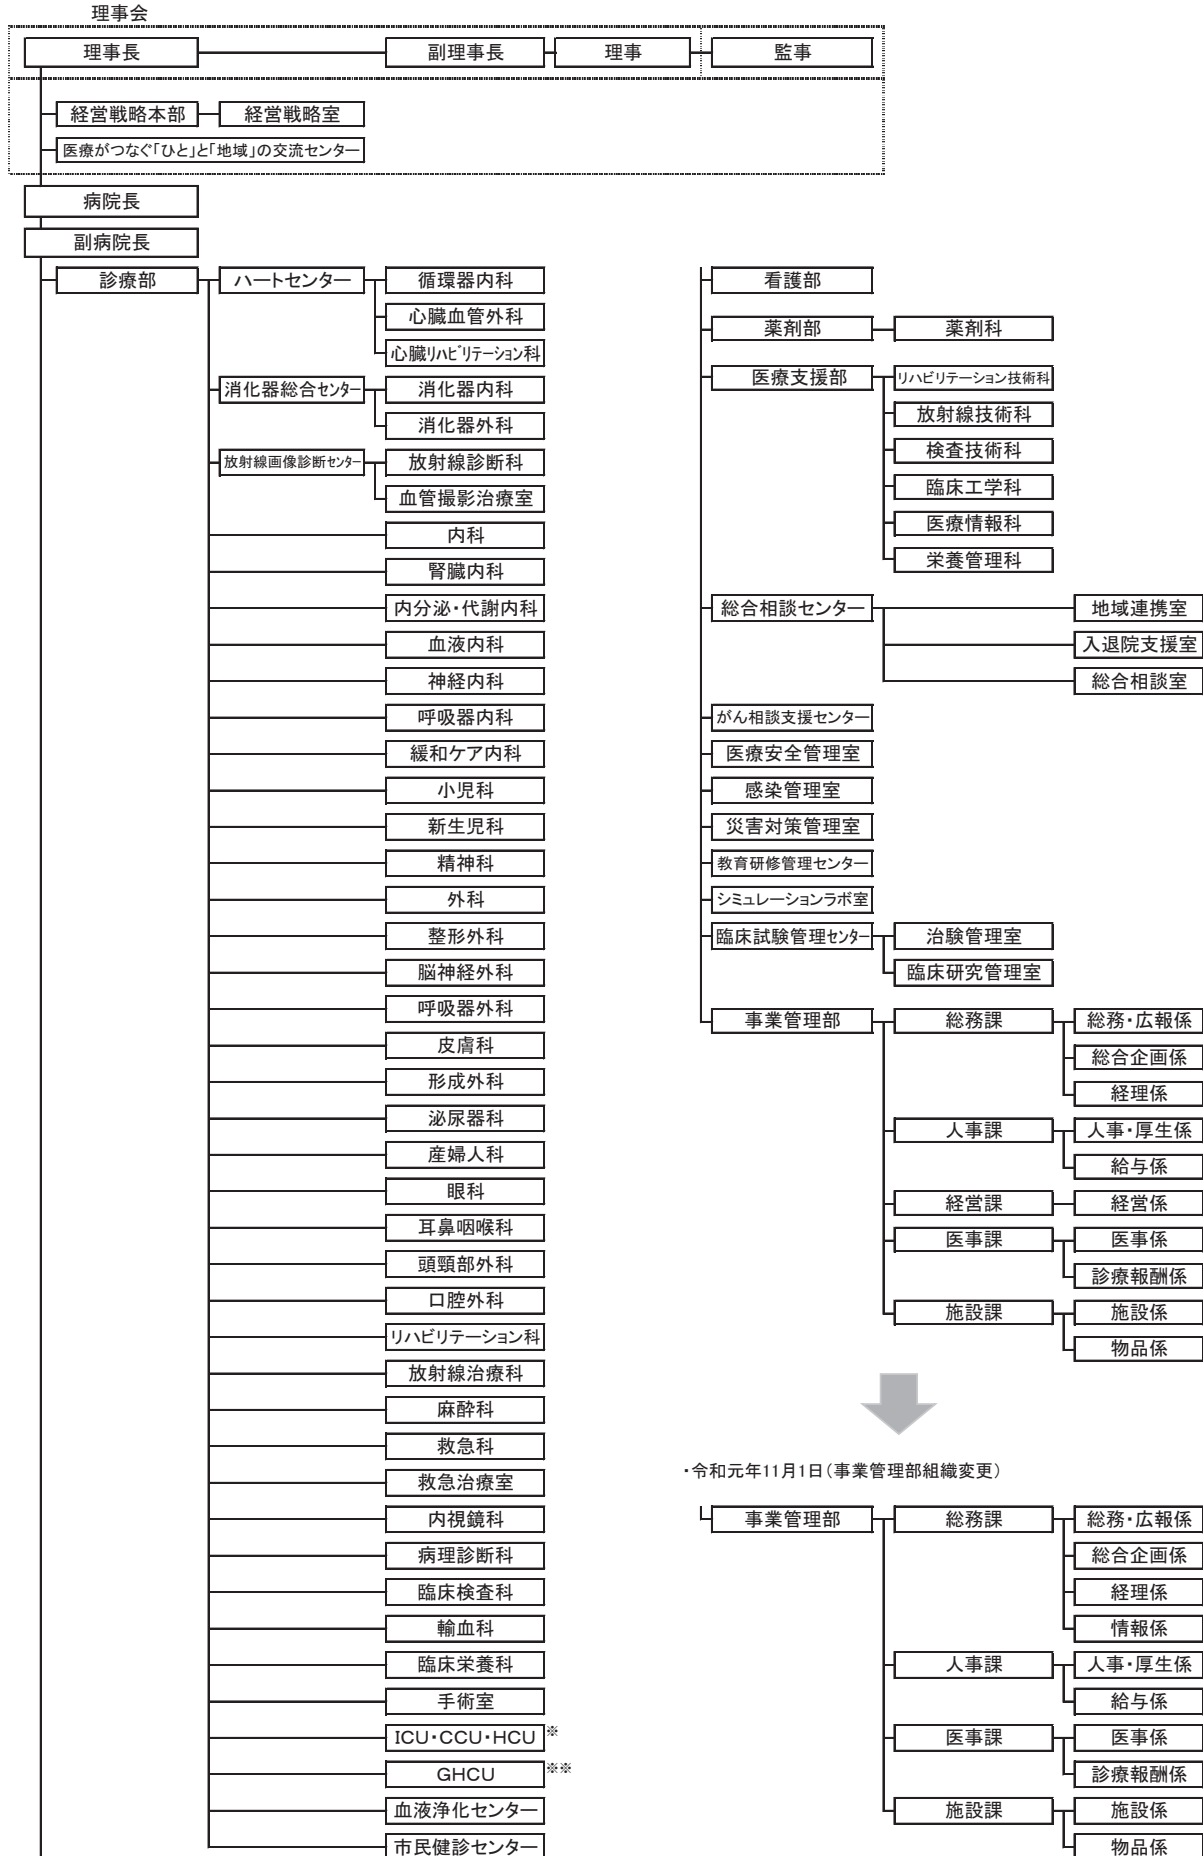 理事会
理事長
副理事長
理事
監事
経営戦略本部
経営戦略室
医療がつなぐ「ひと」と「地域」の交流センター
病院長
副病院長
診療部
ハートセンター
循環器内科
心臓血管外科
心臓リハビリテーション科
消化器総合センター
消化器内科
消化器外科
放射線画像診断センター
放射線診断科
血管撮影治療室
内科
腎臓内科
内分泌・代謝内科
血液内科
神経内科
呼吸器内科
緩和ケア内科
小児科
新生児科
精神科
外科
整形外科
脳神経外科
呼吸器外科
皮膚科
形成外科
泌尿器科
産婦人科
眼科
耳鼻咽喉科
頭頸部外科
口腔外科
リハビリテーション科
放射線治療科
麻酔科
救急科
救急治療室
内視鏡科
病理診断科
臨床検査科
輸血科
臨床栄養科
手術室
ICU・CCU・HCU ※
GHCU ※※
血液浄化センター
市民健診センター
看護部
薬剤部
薬剤科
医療支援部
リハビリテーション技術科
放射線技術科
検査技術科
臨床工学科
医療情報科
栄養管理科
総合相談センター
地域連携室
入退院支援室
総合相談室
がん相談支援センター
医療安全管理室
感染管理室
災害対策管理室
教育研修管理センター
シミュレーションラボ室
臨床試験管理センター
治験管理室
臨床研究管理室
事業管理部
総務課
総務・広報係
総合企画係
経理係
人事課
人事・厚生係
給与係
経営課
経営係
医事課
医事係
診療報酬係
施設課
施設係
物品係
・令和元年11月1日(事業管理部組織変更)
事業管理部
総務課
総務・広報係
総合企画係
経理係
情報係
人事課
人事・厚生係
給与係
医事課
医事係
診療報酬係
施設課
施設係
物品係